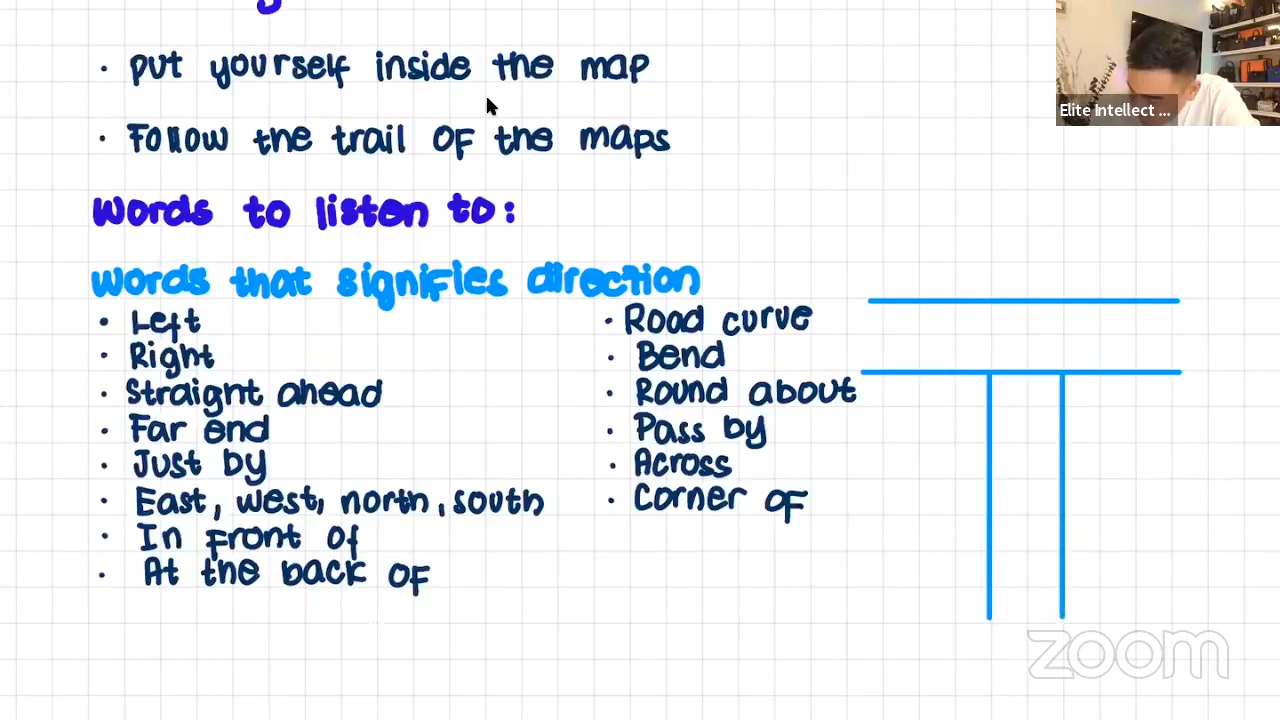 • Put yourself inside the map
• Follow the trail of the maps
Words to listen to:
Words that signifies direction
• Left
• Right
• Straight ahead
• Far end
• Just by
• East, west, north, south
• In front of
• At the back of
• Road curve
• Bend
• Round about
• Pass by
• Across
• Corner of
Elite Intellect ...
zoom